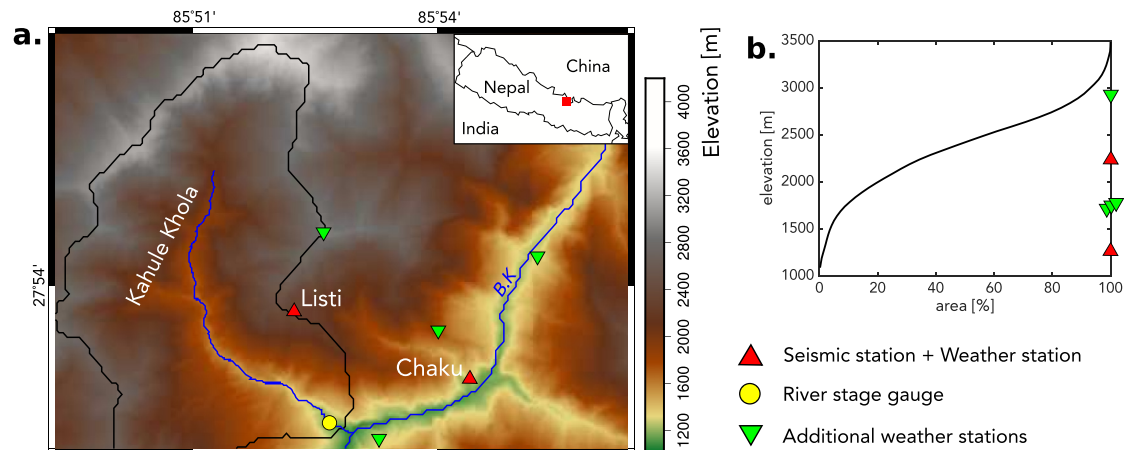 a.
85°51'
85°54'
27°54'
China
Nepal
India
Kahule Khola
Listi
B.K
Chaku
Elevation [m]
4000
3600
3200
2800
2400
2000
1600
1200
b.
3500
3000
2500
2000
1500
1000
elevation [m]
0 20 40 60 80 100
area [%]
Seismic station + Weather station
River stage gauge
Additional weather stations